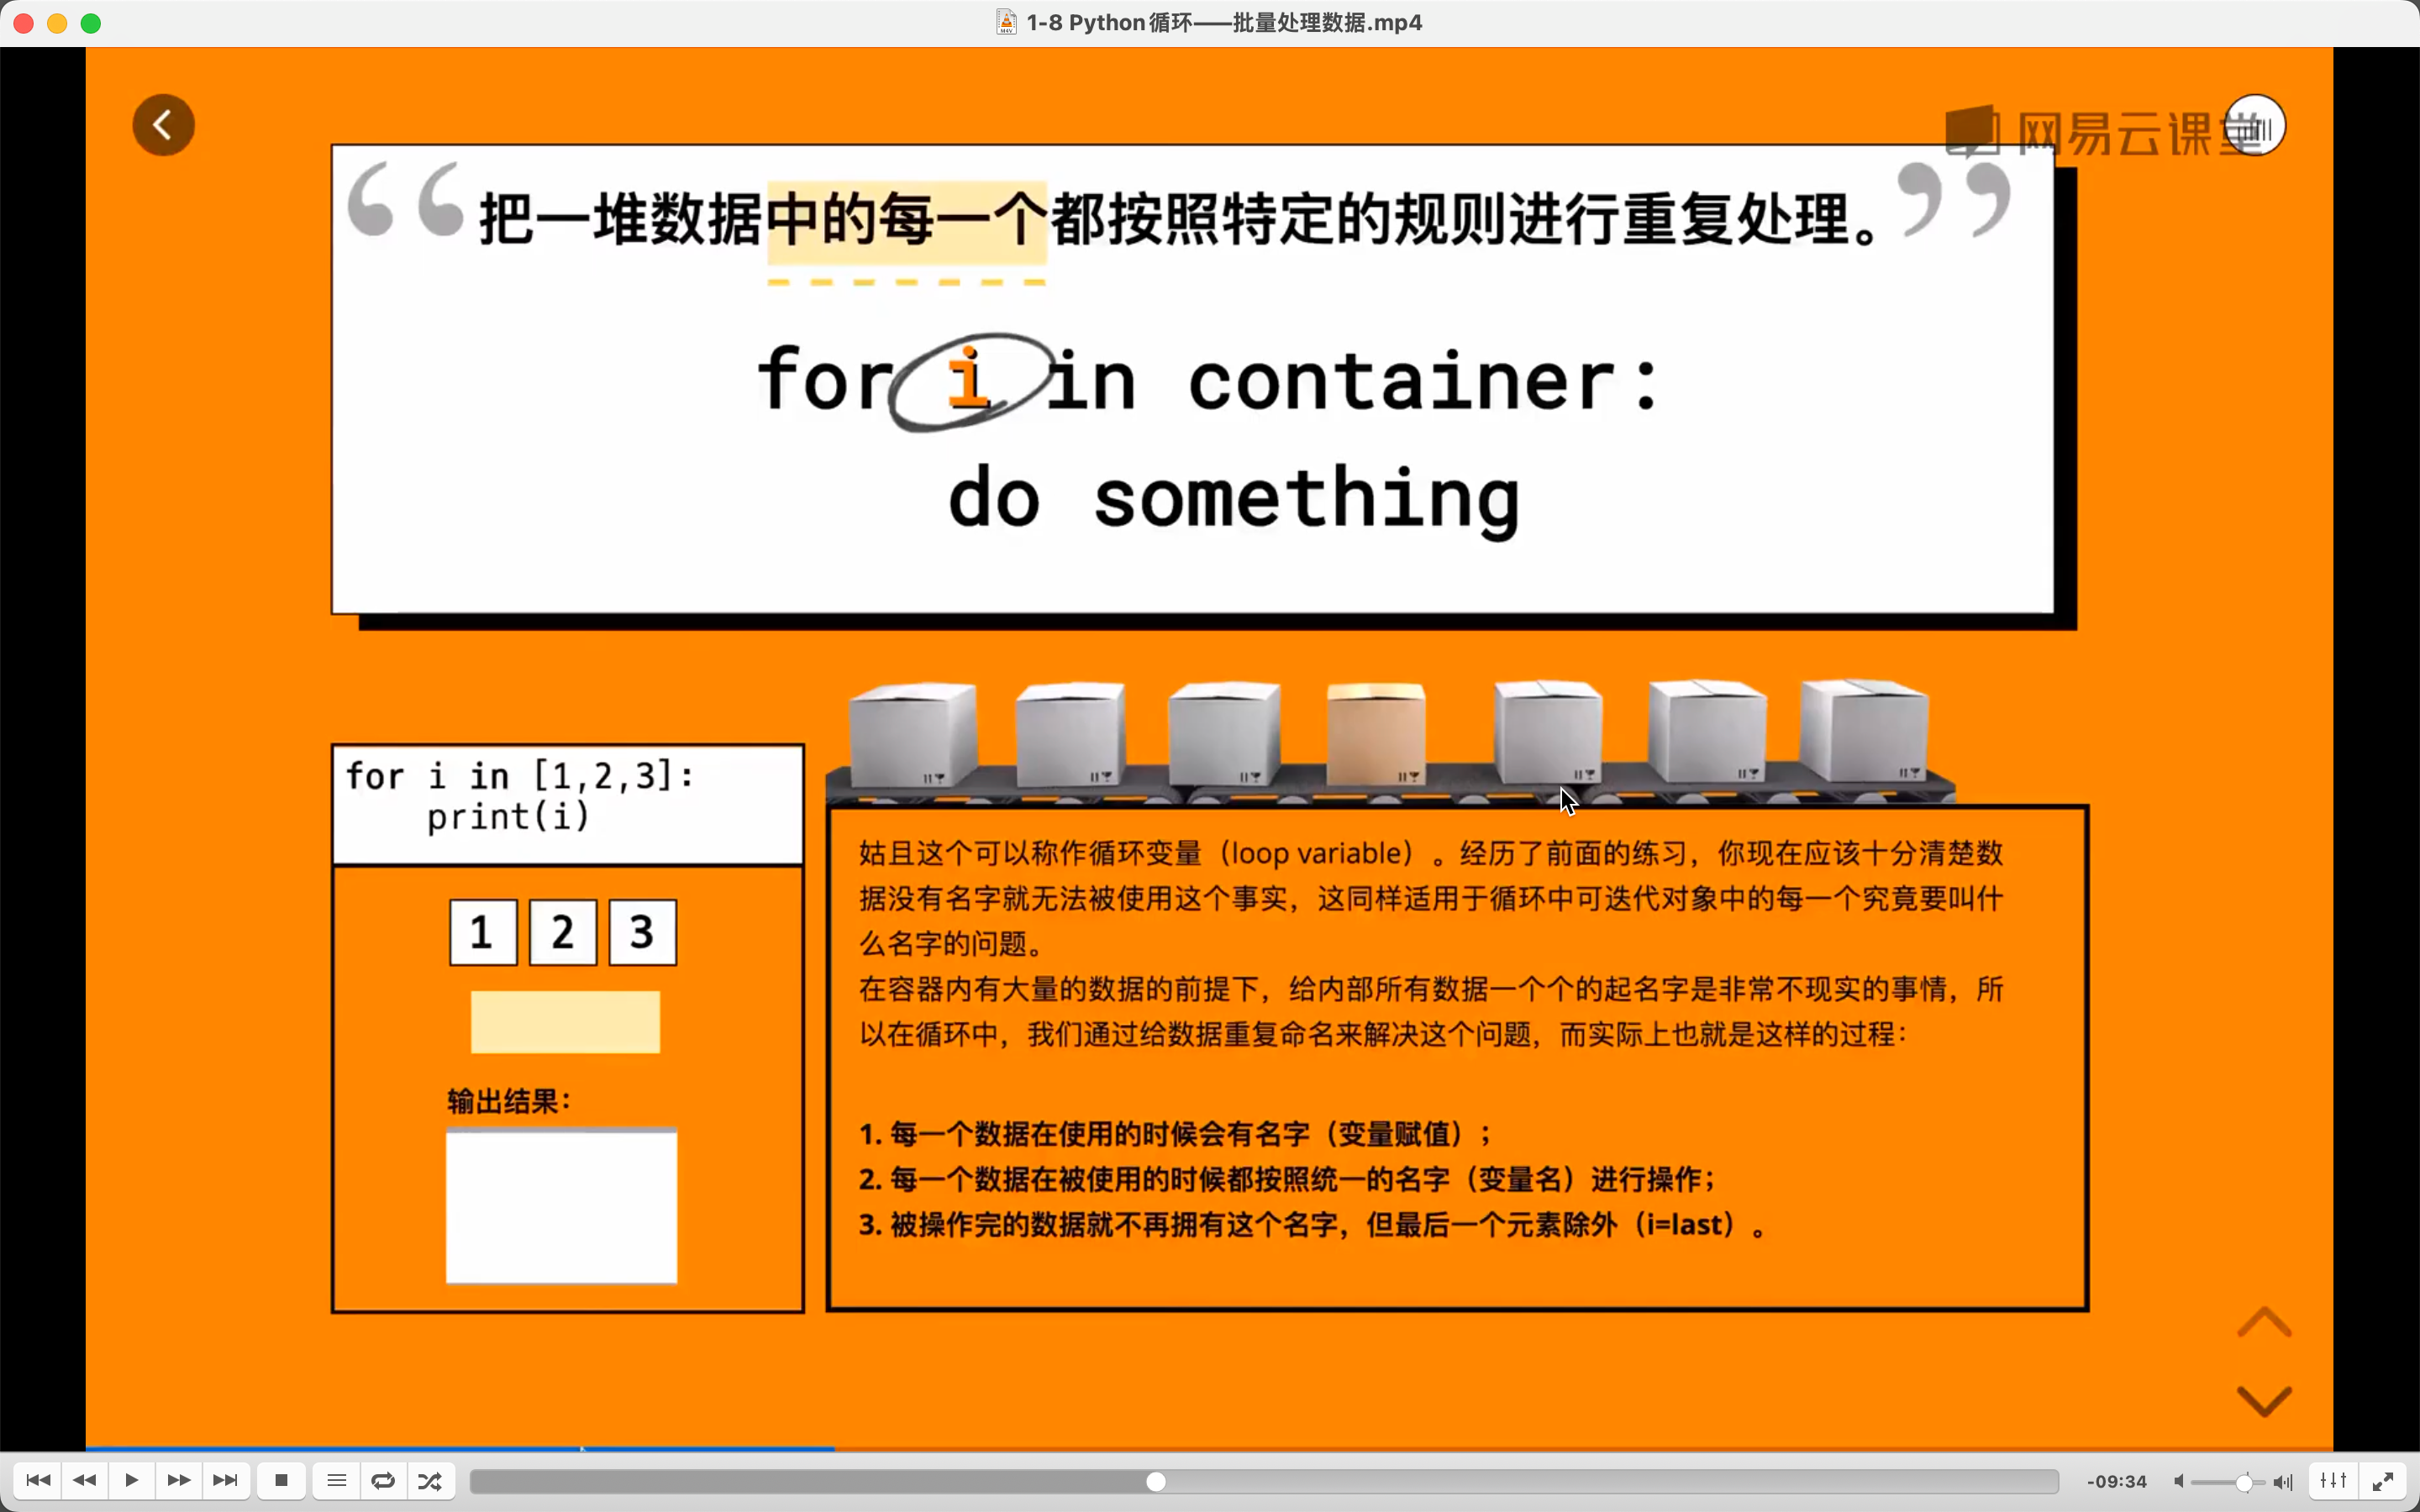 1-8 Python循环——批量处理数据.mp4
网易云课堂
“把一堆数据中的每一个都按照特定的规则进行重复处理。”
for i in container:
do something
for i in [1,2,3]:
print(i)
1 2 3
输出结果：
姑且这个可以称作循环变量（loop variable）。经历了前面的练习，你现在应该十分清楚数
据没有名字就无法被使用这个事实，这同样适用于循环中可迭代对象中的每一个究竟要叫什
么名字的问题。
在容器内有大量的数据的前提下，给内部所有数据一个个的起名字是非常不现实的事情，所
以在循环中，我们通过给数据重复命名来解决这个问题，而实际上也就是这样的过程：
1. 每一个数据在使用的时候会有名字（变量赋值）；
2. 每一个数据在被使用的时候都按照统一的名字（变量名）进行操作；
3. 被操作完的数据就不再拥有这个名字，但最后一个元素除外（i=last）。
-09:34